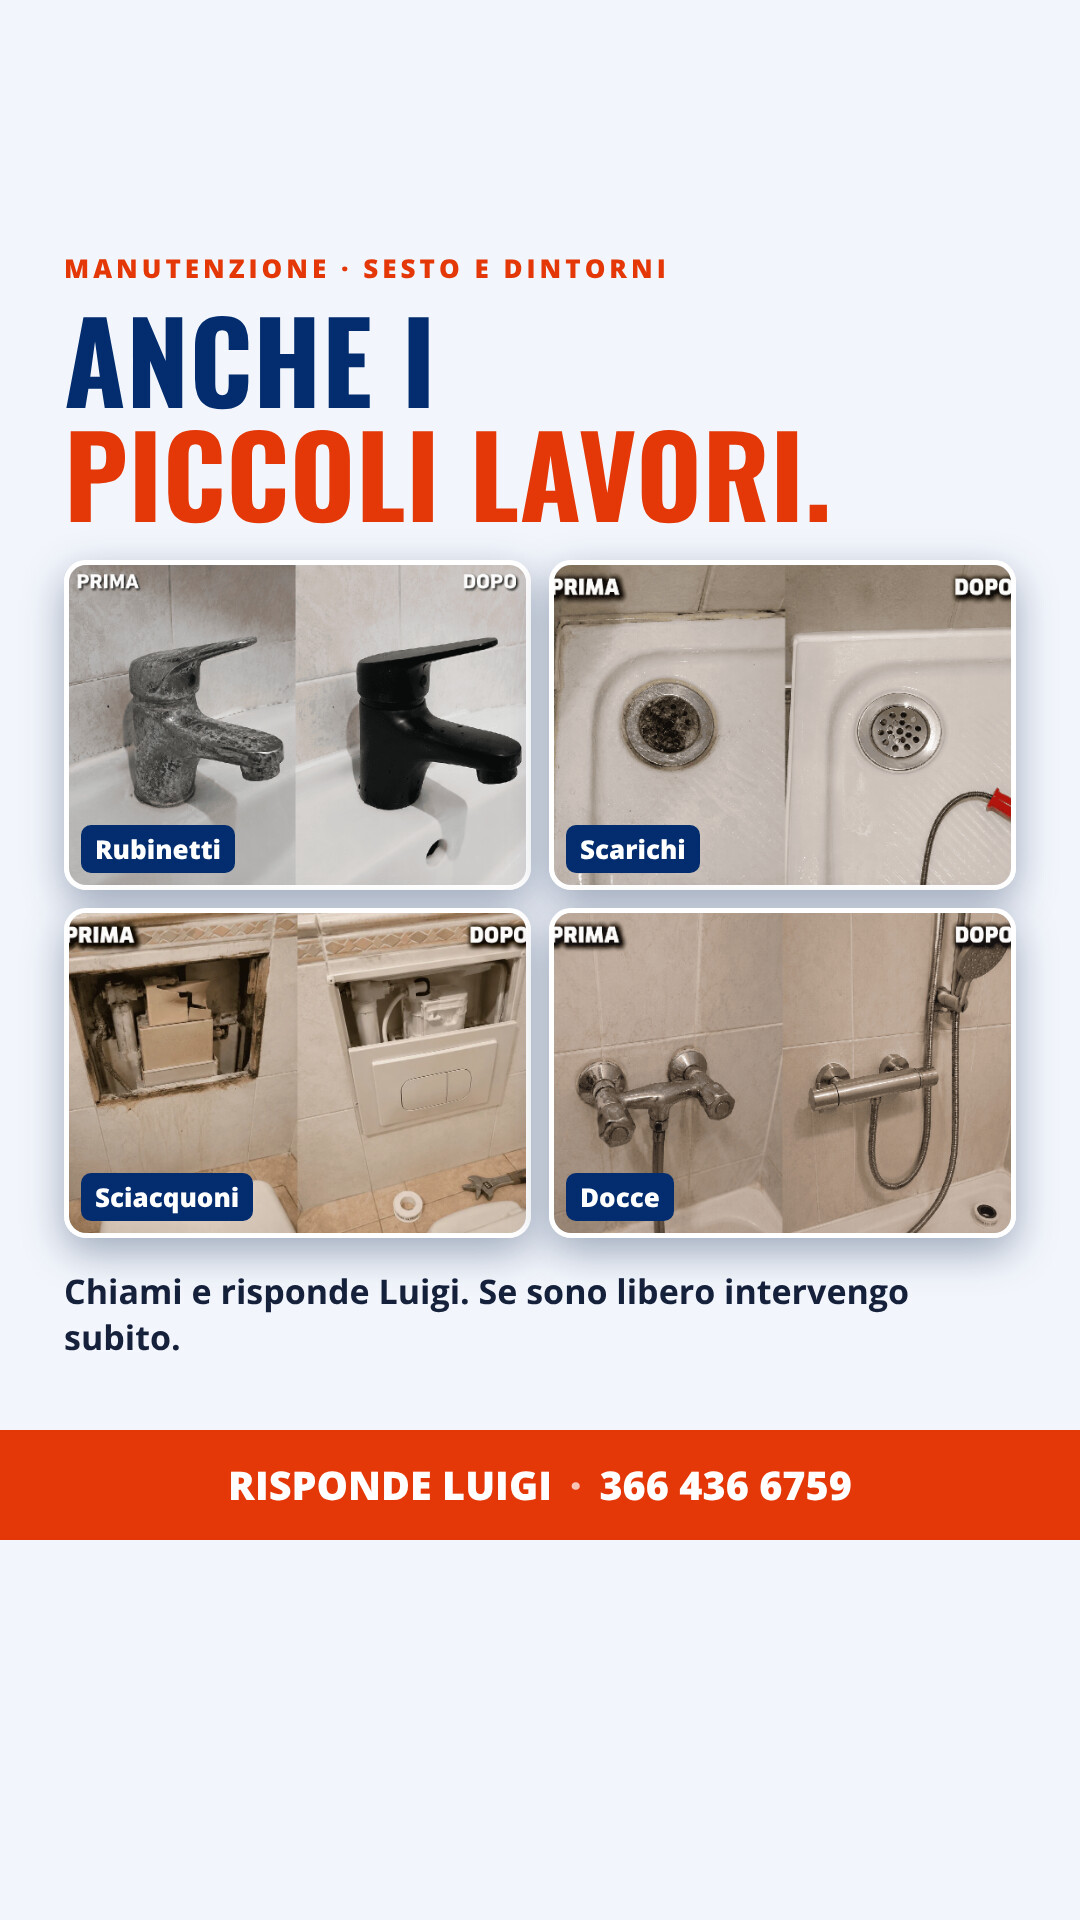 MANUTENZIONE · SESTO E DINTORNI
ANCHE I
PICCOLI LAVORI.
PRIMA DOPO
Rubinetti
PRIMA DOPO
Scarichi
PRIMA DOPO
Sciacquoni
PRIMA DOPO
Docce
Chiami e risponde Luigi. Se sono libero intervengo
subito.
RISPONDE LUIGI · 366 436 6759